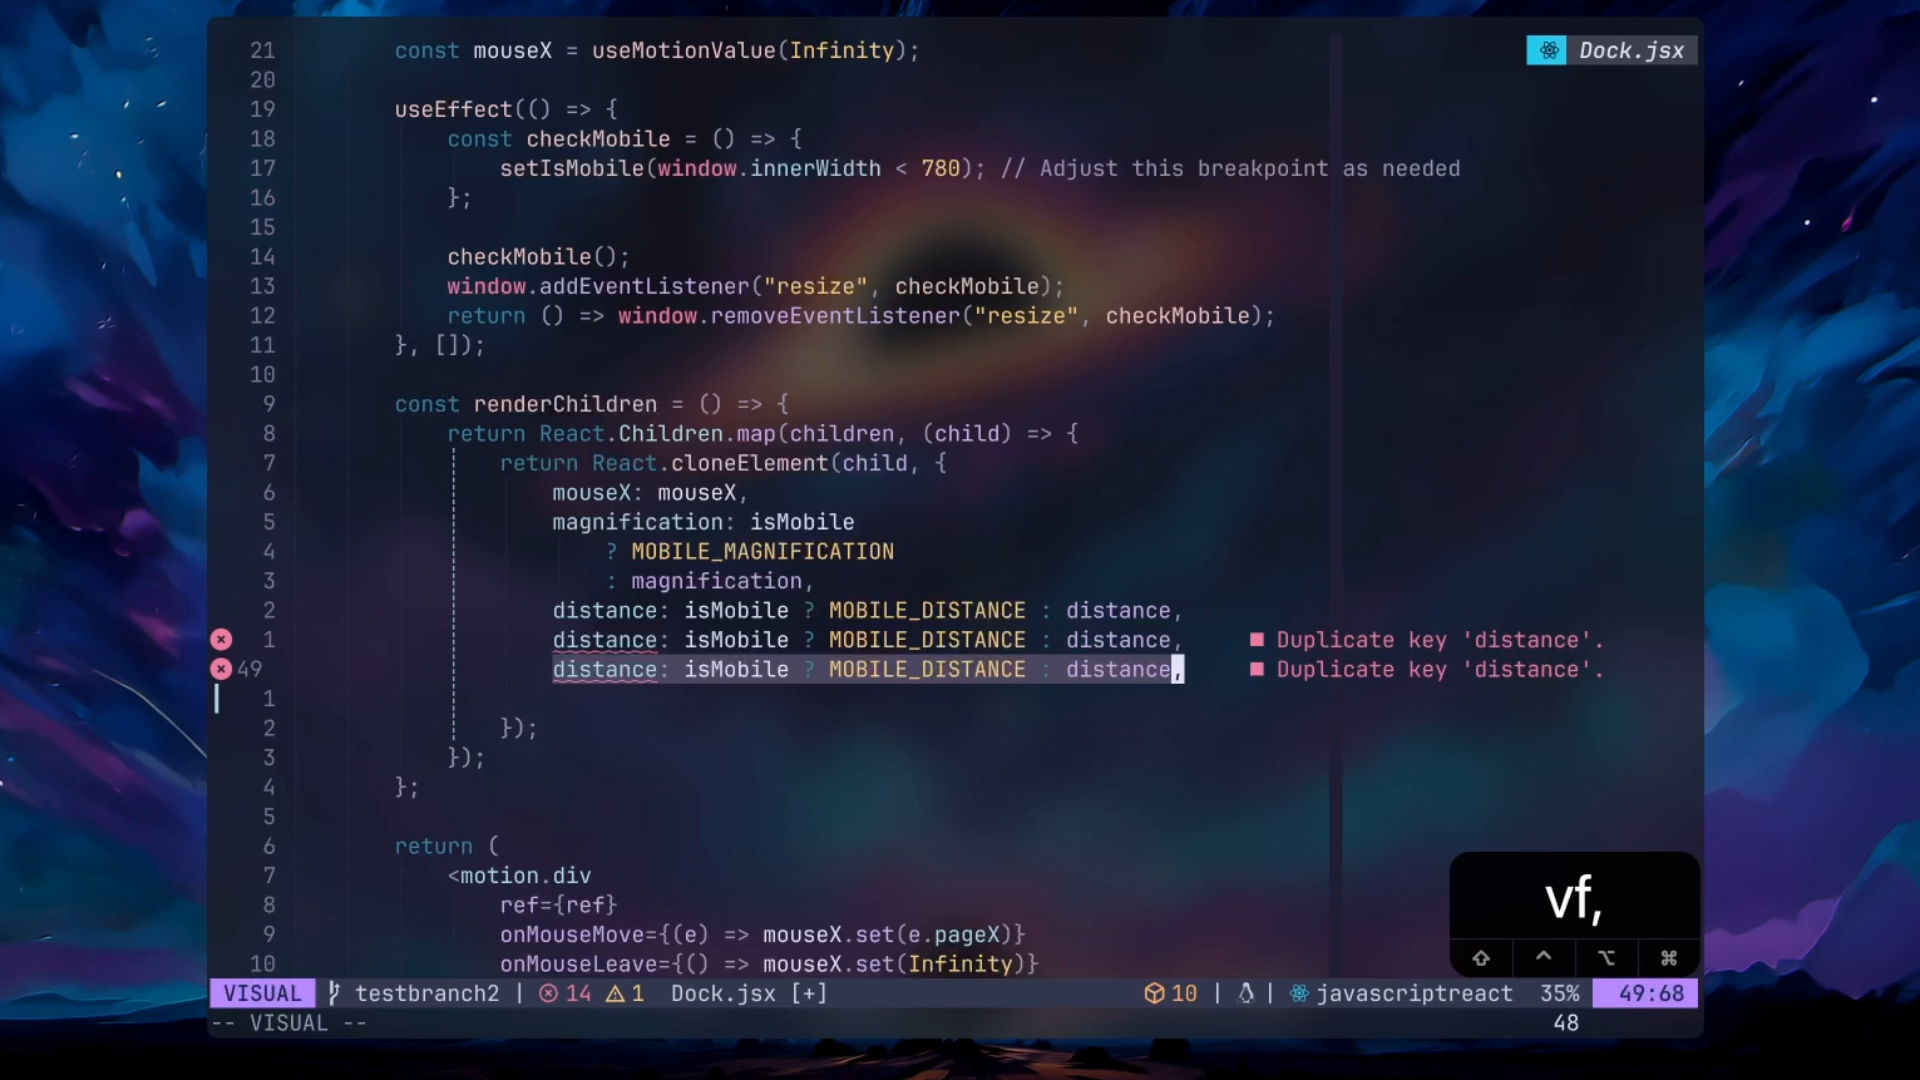 21 const mouseX = useMotionValue(Infinity);
Dock.jsx
20
19 useEffect(() => {
18 const checkMobile = () => {
17 setIsMobile(window.innerWidth < 780); // Adjust this breakpoint as needed
16 };
15
14 checkMobile();
13 window.addEventListener("resize", checkMobile);
12 return () => window.removeEventListener("resize", checkMobile);
11 }, []);
10
9 const renderChildren = () => {
8 return React.Children.map(children, (child) => {
7 return React.cloneElement(child, {
6 mouseX: mouseX,
5 magnification: isMobile
4 ? MOBILE_MAGNIFICATION
3 : magnification,
2 distance: isMobile ? MOBILE_DISTANCE : distance,
1 distance: isMobile ? MOBILE_DISTANCE : distance, ■ Duplicate key 'distance'.
49 distance: isMobile ? MOBILE_DISTANCE : distance, ■ Duplicate key 'distance'.
1
2 });
3 });
4 };
5
6 return (
7 <motion.div
8 ref={ref}
9 onMouseMove={(e) => mouseX.set(e.pageX)}
10 onMouseLeave={() => mouseX.set(Infinity)}
vf,
VISUAL testbranch2 | 14 1 Dock.jsx [+] 10 | | javascriptreact 35% 49:68
-- VISUAL -- 48